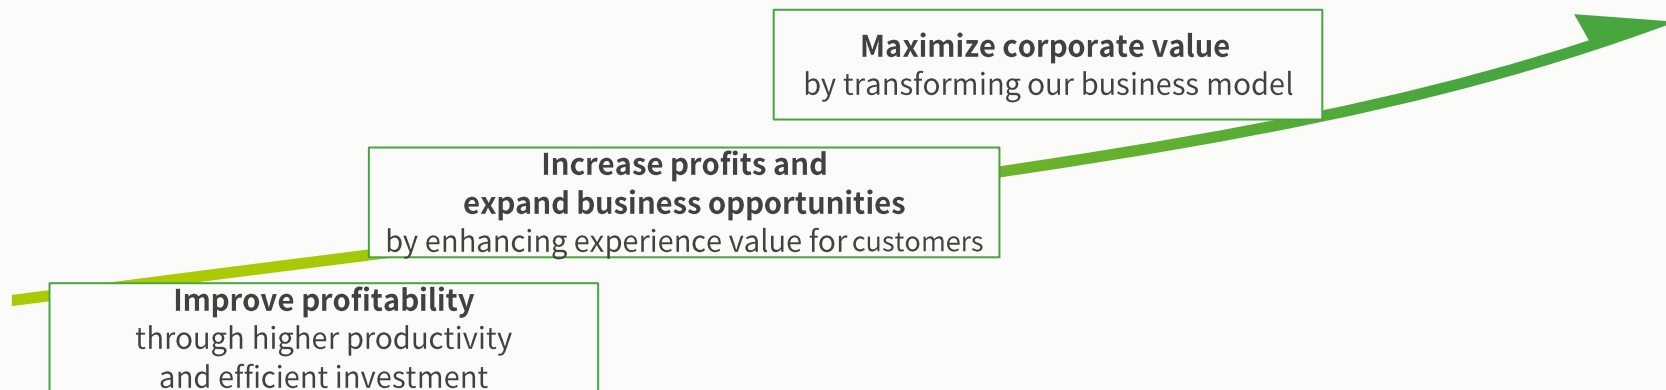 Maximize corporate value
by transforming our business model
Increase profits and
expand business opportunities
by enhancing experience value for customers
Improve profitability
through higher productivity
and efficient investment